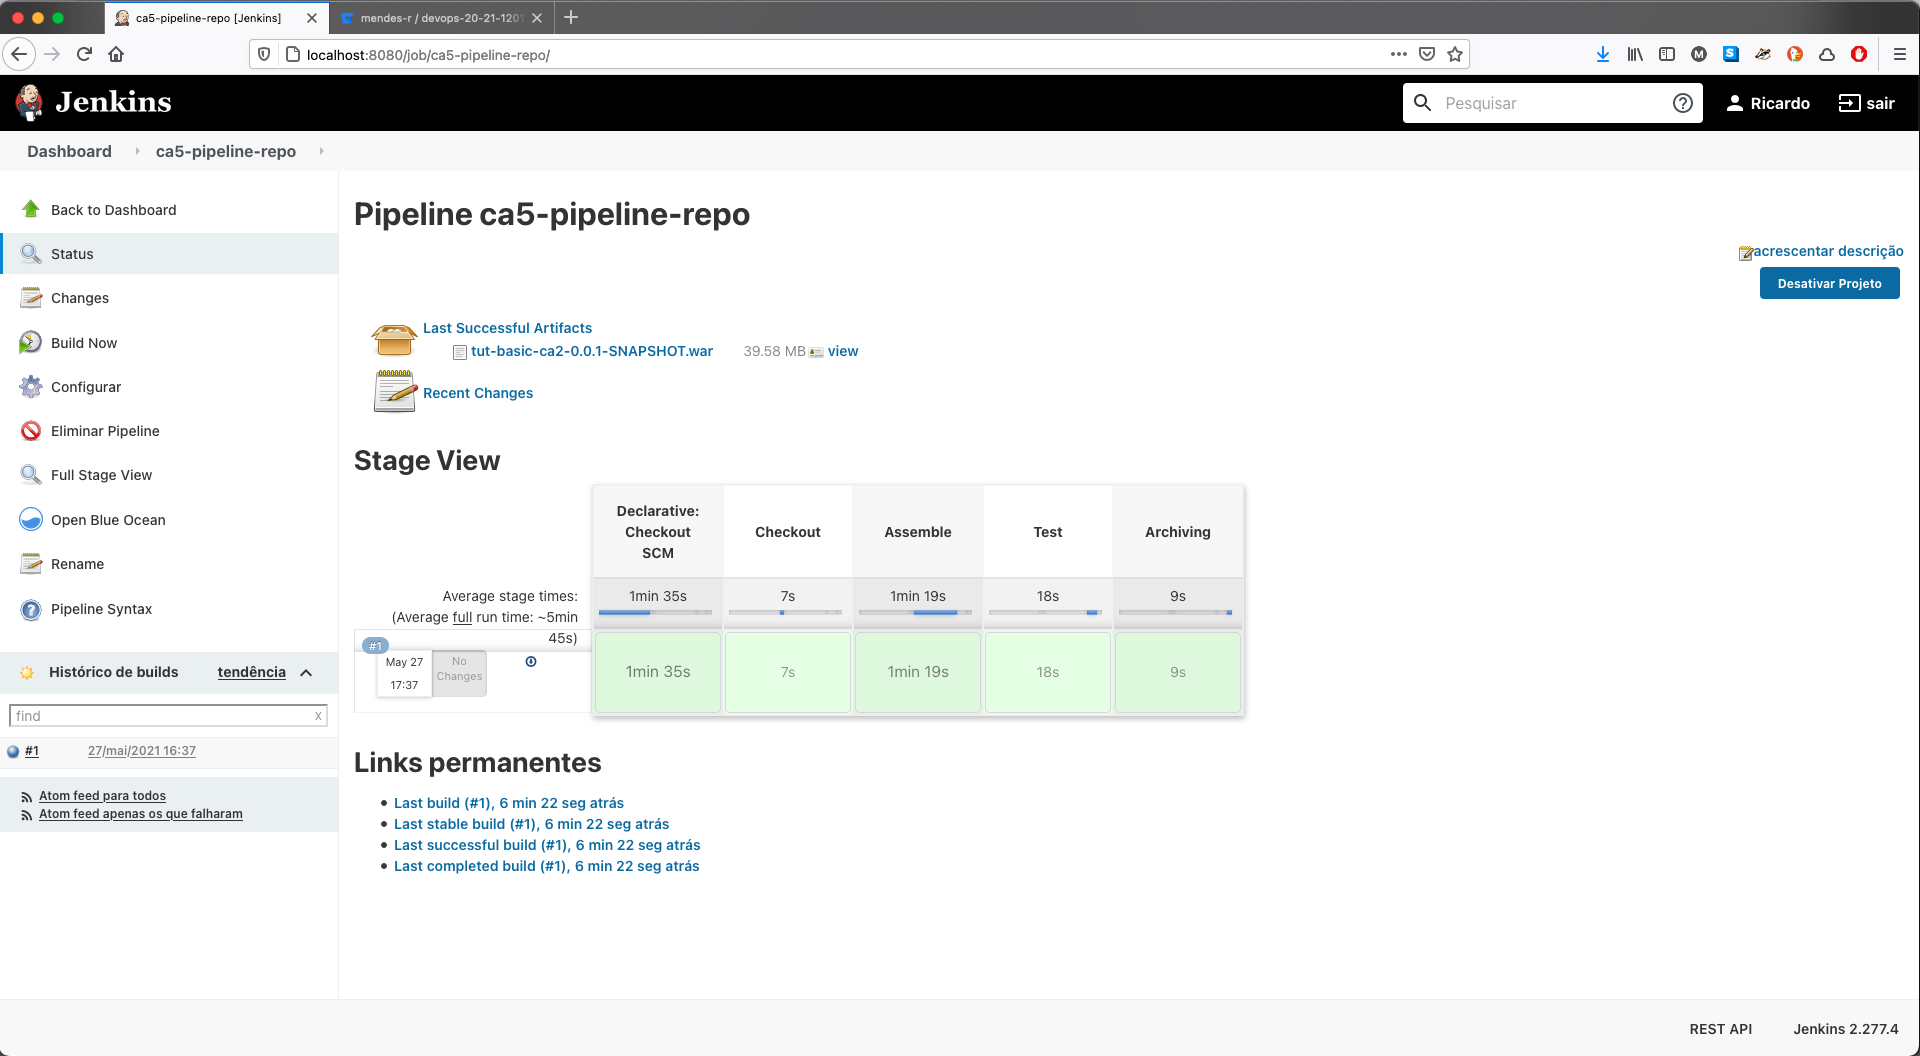 ca5-pipeline-repo [Jenkins]
mendes-r / devops-20-21-1201
localhost:8080/job/ca5-pipeline-repo/
Jenkins
Pesquisar
Ricardo
sair
Dashboard
ca5-pipeline-repo
Back to Dashboard
Status
Changes
Build Now
Configurar
Eliminar Pipeline
Full Stage View
Open Blue Ocean
Rename
Pipeline Syntax
Histórico de builds
tendência
find
x
#1
27/mai/2021 16:37
Atom feed para todos
Atom feed apenas os que falharam
Pipeline ca5-pipeline-repo
acrescentar descrição
Desativar Projeto
Last Successful Artifacts
tut-basic-ca2-0.0.1-SNAPSHOT.war
39.58 MB
view
Recent Changes
Stage View
Declarative:
Checkout
SCM
Checkout
Assemble
Test
Archiving
Average stage times:
(Average full run time: ~5min
45s)
1min 35s
7s
1min 19s
18s
9s
#1
May 27
17:37
No
Changes
1min 35s
7s
1min 19s
18s
9s
Links permanentes
Last build (#1), 6 min 22 seg atrás
Last stable build (#1), 6 min 22 seg atrás
Last successful build (#1), 6 min 22 seg atrás
Last completed build (#1), 6 min 22 seg atrás
REST API
Jenkins 2.277.4